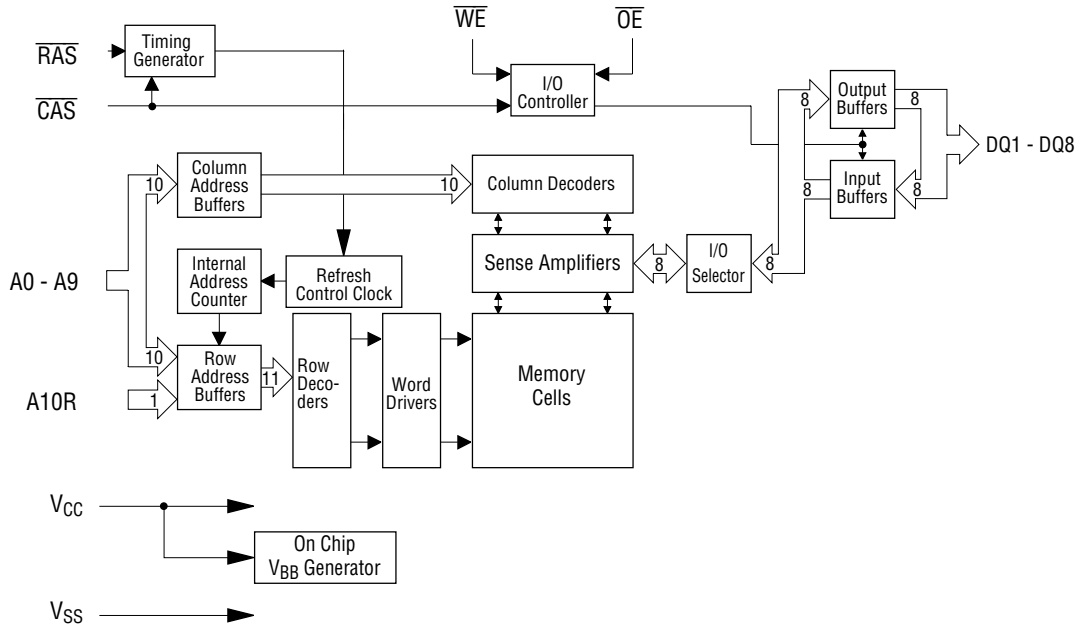 WE
OE
RAS
Timing
Generator
I/O
Controller
CAS
Output
Buffers
8
8
DQ1 - DQ8
Column
Address
Buffers
10
10
Column Decoders
Input
Buffers
8
8
Internal
Address
Counter
Refresh
Control Clock
Sense Amplifiers
8
I/O
Selector
8
A0 - A9
10
Row
Address
Buffers
11
Row
Deco-
ders
Word
Drivers
Memory
Cells
A10R
1
VCC
On Chip
VBB Generator
VSS